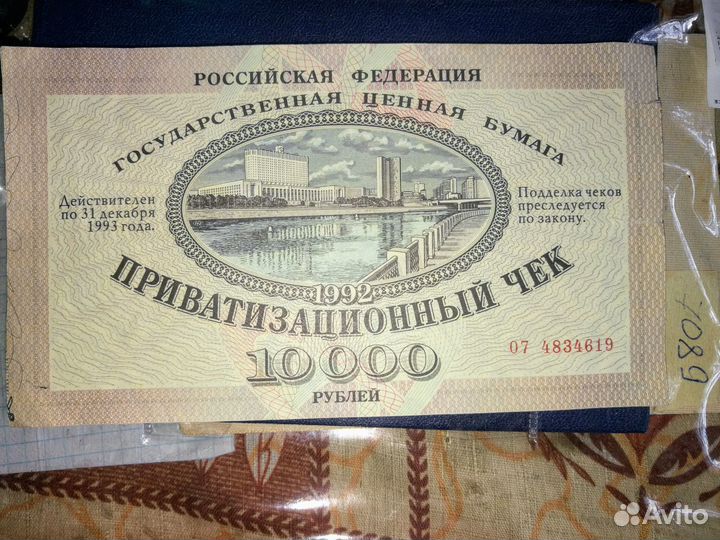 РОССИЙСКАЯ ФЕДЕРАЦИЯ
ГОСУДАРСТВЕННАЯ ЦЕННАЯ БУМАГА
Действителен
по 31 декабря
1993 года.
Подделка чеков
преследуется
по закону.
1992
ПРИВАТИЗАЦИОННЫЙ ЧЕК
07 4834619
10 000
РУБЛЕЙ
Avito